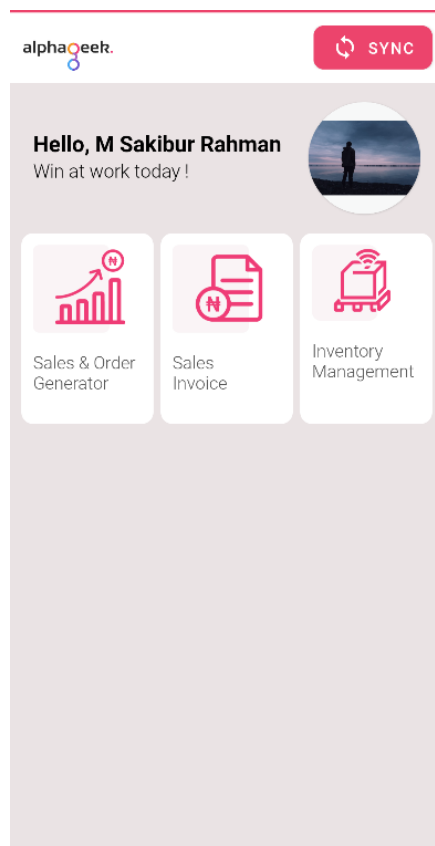 alphageek.
SYNC
Hello, M Sakibur Rahman
Win at work today !
₦
₦
Sales & Order
Generator
Sales
Invoice
Inventory
Management